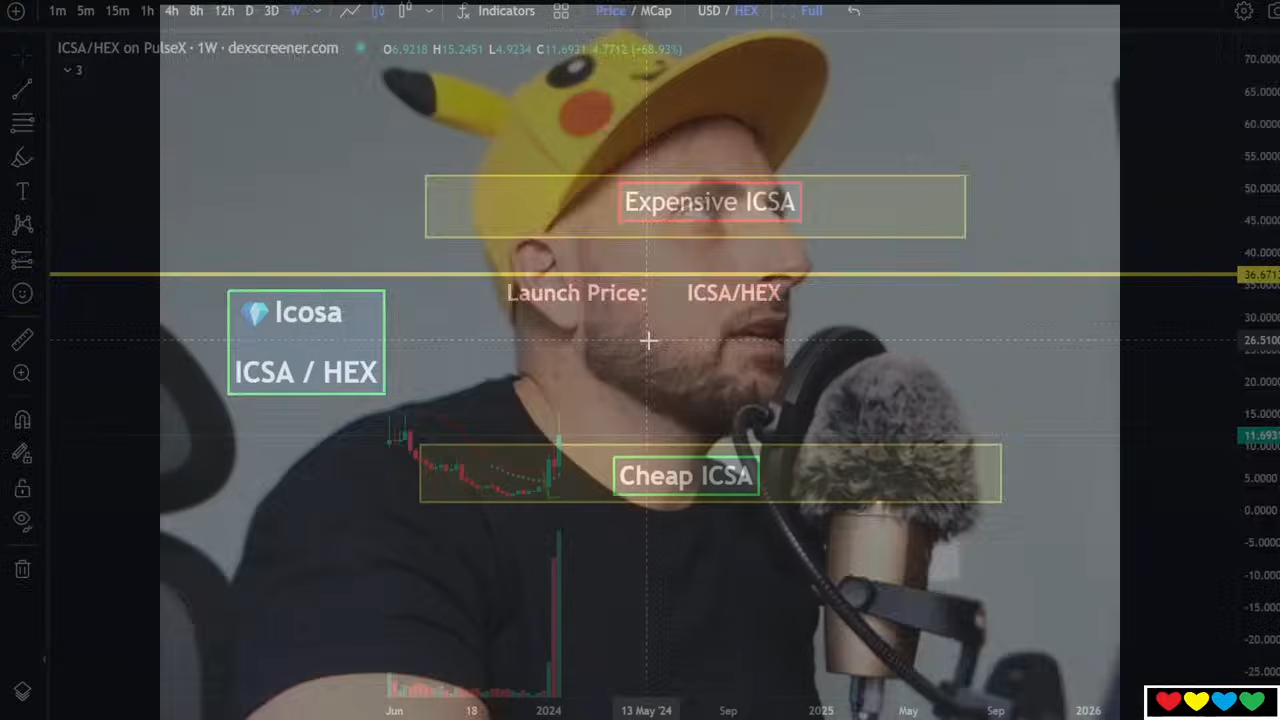 1m 5m 15m 1h 4h 8h 12h D 3D W Indicators Price / MCap USD / HEX Full
ICSA/HEX on PulseX · 1W · dexscreener.com O6.9218 H15.2451 L4.9234 C11.6931 4.7712 (+68.93%)
3
70.0000
65.0000
60.0000
55.0000
50.0000
45.0000
40.0000
35.0000
30.0000
20.0000
15.0000
10.0000
5.0000
0.0000
-5.0000
-10.0000
-15.0000
-20.0000
-25.0000
Expensive ICSA
36.6713
Launch Price: ICSA/HEX
Icosa
ICSA / HEX
26.5100
11.6931
Cheap ICSA
Jun 18 2024 13 May '24 Sep 2025 May Sep 2026